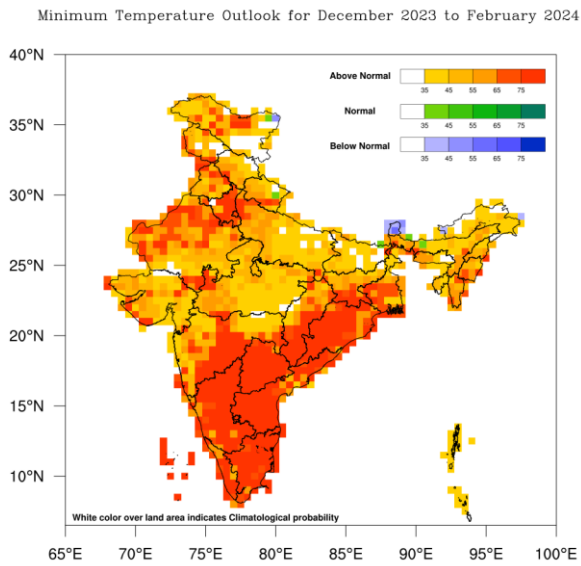 Minimum Temperature Outlook for December 2023 to February 2024
40°N
Above Normal
35 45 55 65 75
35°N
Normal
35 45 55 65 75
Below Normal
35 45 55 65 75
30°N
25°N
20°N
15°N
10°N
White color over land area indicates Climatological probability
65°E 70°E 75°E 80°E 85°E 90°E 95°E 100°E